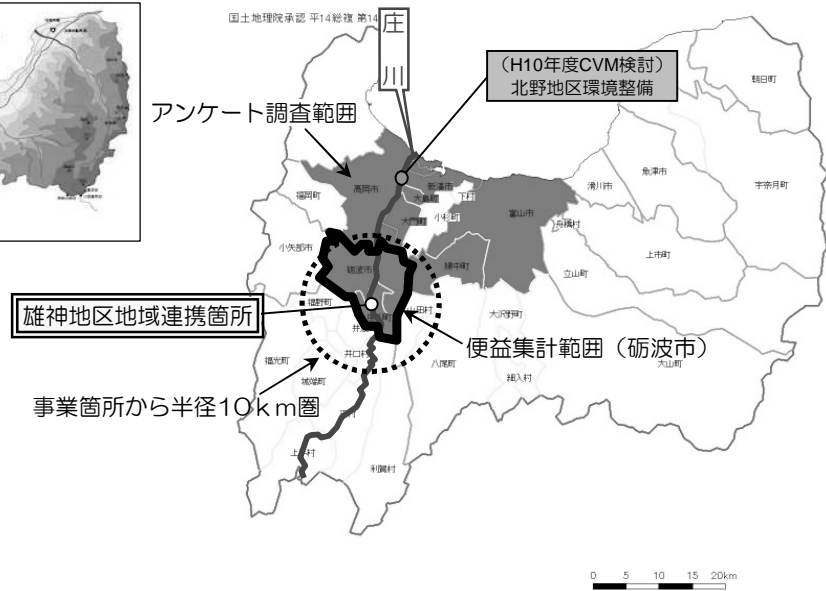 国土地理院承認 平14総複 第14
庄川
（H10年度CVM検討）
北野地区環境整備
アンケート調査範囲
朝日町
魚津市
滑川市
宇奈月町
高岡市
新湊市
福岡町
大島町
下村
小杉町
大門町
富山市
舟橋村
上市町
立山町
小矢部市
砺波市
婦中町
雄神地区地域連携箇所
福野町
山田村
大沢野町
便益集計範囲（砺波市）
井口村
福光町
八尾町
大山町
城端町
細入村
事業箇所から半径10km圏
利賀村
0 5 10 15 20km